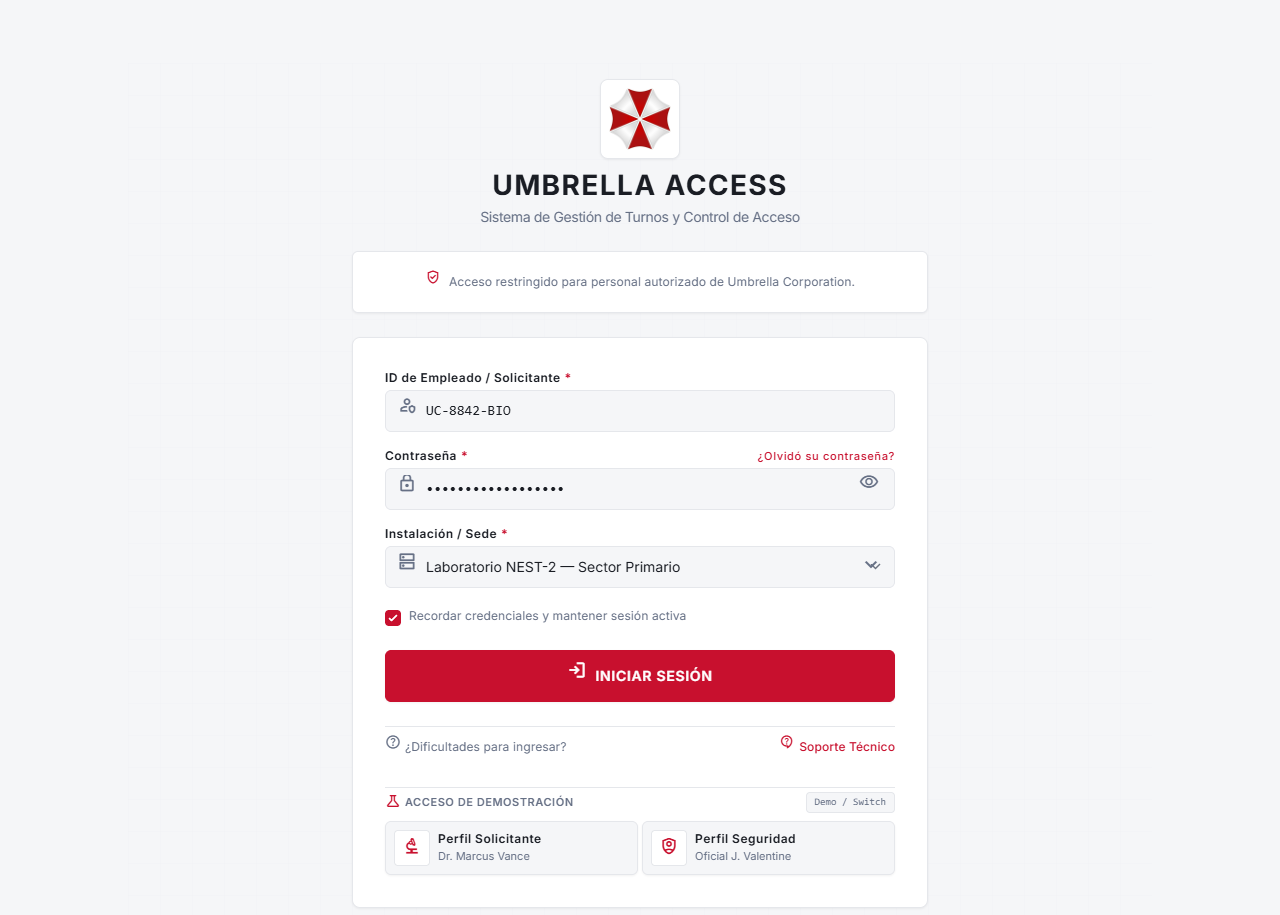 UMBRELLA ACCESS
Sistema de Gestión de Turnos y Control de Acceso
Acceso restringido para personal autorizado de Umbrella Corporation.
ID de Empleado / Solicitante *
UC-8842-BIO
Contraseña * ¿Olvidó su contraseña?
••••••••••••••••••
Instalación / Sede *
Laboratorio NEST-2 — Sector Primario
Recordar credenciales y mantener sesión activa
INICIAR SESIÓN
¿Dificultades para ingresar? Soporte Técnico
ACCESO DE DEMOSTRACIÓN Demo / Switch
Perfil Solicitante
Dr. Marcus Vance
Perfil Seguridad
Oficial J. Valentine